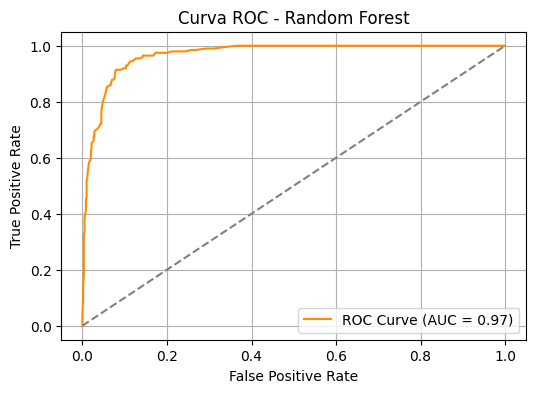 Curva ROC - Random Forest
True Positive Rate
1.0
0.8
0.6
0.4
0.2
0.0
0.0 0.2 0.4 0.6 0.8 1.0
False Positive Rate
ROC Curve (AUC = 0.97)